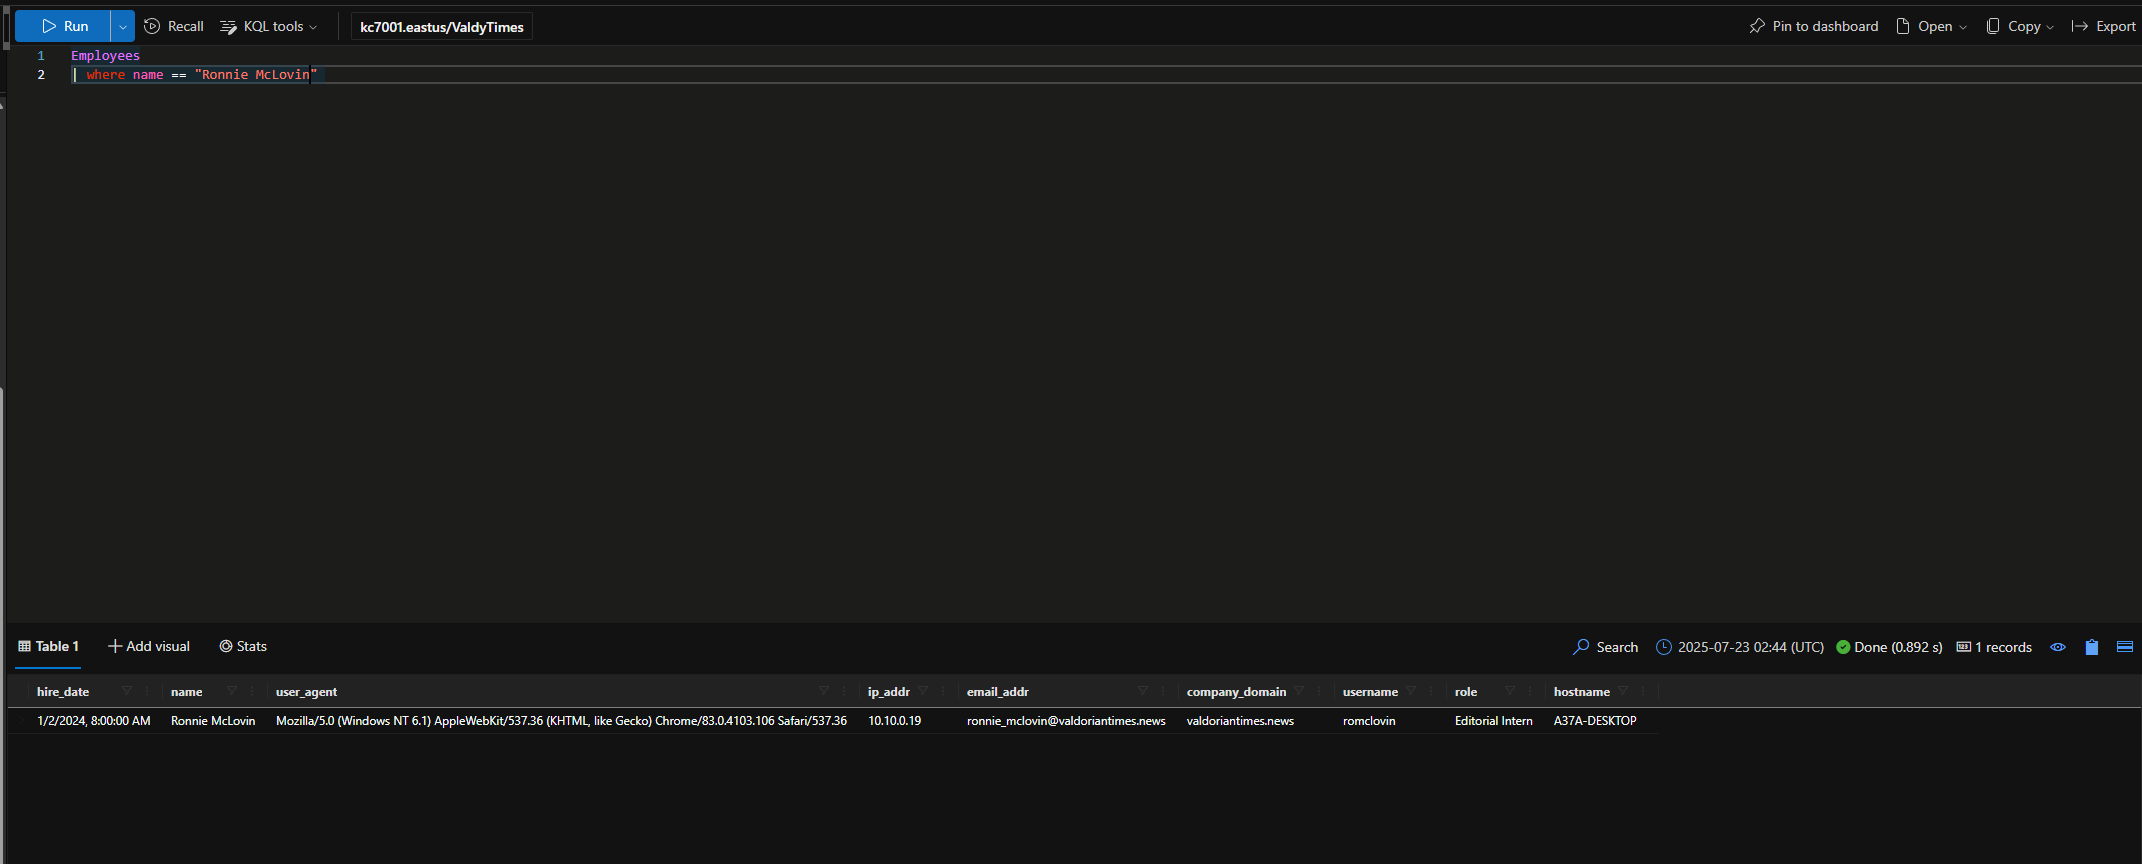 Run Recall KQL tools kc7001.eastus/ValdyTimes Pin to dashboard Open Copy Export
1 Employees
2 | where name == "Ronnie McLovin"
Table 1 Add visual Stats Search 2025-07-23 02:44 (UTC) Done (0.892 s) 1 records
hire_date name user_agent ip_addr email_addr company_domain username role hostname
1/2/2024, 8:00:00 AM Ronnie McLovin Mozilla/5.0 (Windows NT 6.1) AppleWebKit/537.36 (KHTML, like Gecko) Chrome/83.0.4103.106 Safari/537.36 10.10.0.19 ronnie_mclovin@valdoriantimes.news valdoriantimes.news romclovin Editorial Intern A37A-DESKTOP